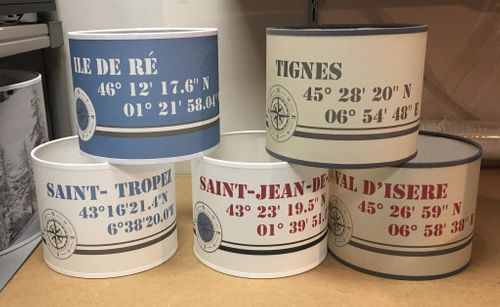 ILE DE RÉ
46° 12' 17.6" N
01° 21' 58.04"
TIGNES
45° 28' 20" N
06° 54' 48" E
SAINT- TROPEZ
43°16'21.4"N
6°38'20.0"
SAINT-JEAN-DE-
43° 23' 19.5" N
01° 39' 51.
VAL D'ISERE
45° 26' 59" N
06° 58' 38" E